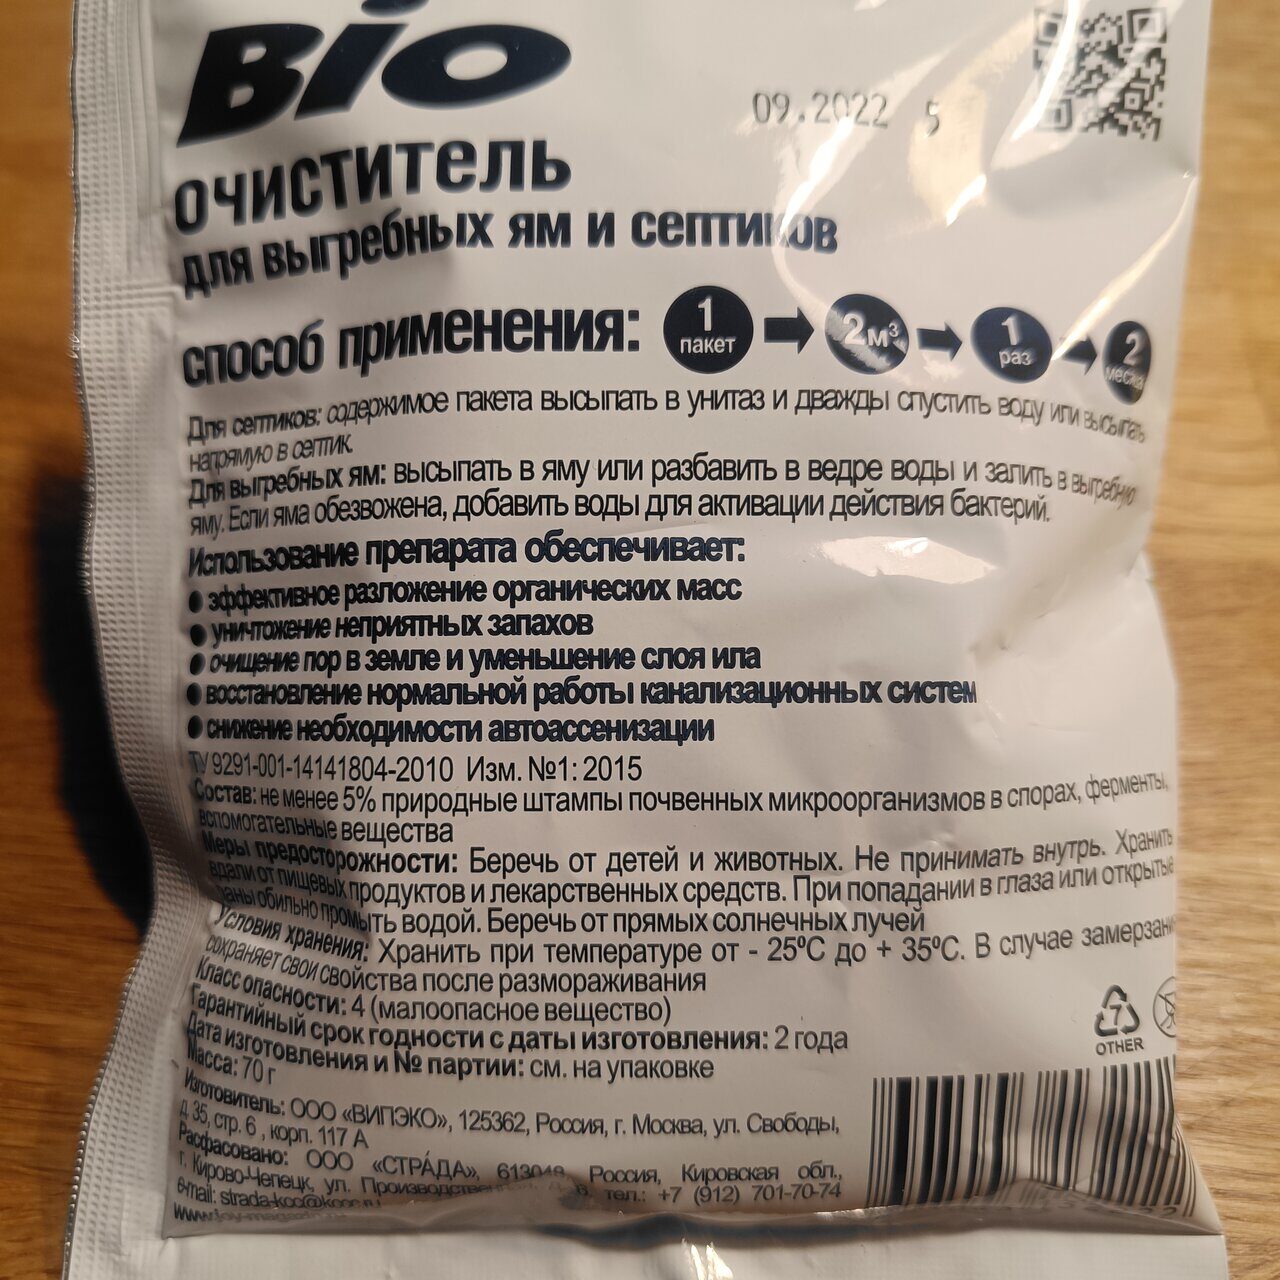 Bio
09.2022 5
очиститель
для выгребных ям и септиков
способ применения: 1 пакет 2м³ 1 раз 2 месяца
Для септиков: содержимое пакета высыпать в унитаз и дважды спустить воду или высыпать
напрямую в септик.
Для выгребных ям: высыпать в яму или разбавить в ведре воды и залить в выгребную
яму. Если яма обезвожена, добавить воды для активации действия бактерий.
Использование препарата обеспечивает:
● эффективное разложение органических масс
● уничтожение неприятных запахов
● очищение пор в земле и уменьшение слоя ила
● восстановление нормальной работы канализационных систем
● снижение необходимости автоассенизации
ТУ 9291-001-14141804-2010 Изм. №1: 2015
Состав: не менее 5% природные штампы почвенных микроорганизмов в спорах, ферменты,
вспомогательные вещества
Меры предосторожности: Беречь от детей и животных. Не принимать внутрь. Хранить
вдали от пищевых продуктов и лекарственных средств. При попадании в глаза или открытые
раны обильно промыть водой. Беречь от прямых солнечных лучей
Условия хранения: Хранить при температуре от - 25ºС до + 35ºС. В случае замерзани
сохраняет свои свойства после размораживания
Класс опасности: 4 (малоопасное вещество)
Гарантийный срок годности с даты изготовления: 2 года
Дата изготовления и № партии: см. на упаковке
Масса: 70 г
7
OTHER
Изготовитель: ООО «ВИПЭКО», 125362, Россия, г. Москва, ул. Свободы,
д. 35, стр. 6 , корп. 117 А
Расфасовано: ООО «СТРА́ДА», 613048 Россия, Кировская обл.,
г. Кирово-Чепецк, ул. тел.: +7 (912) 701-70-74
e-mail: